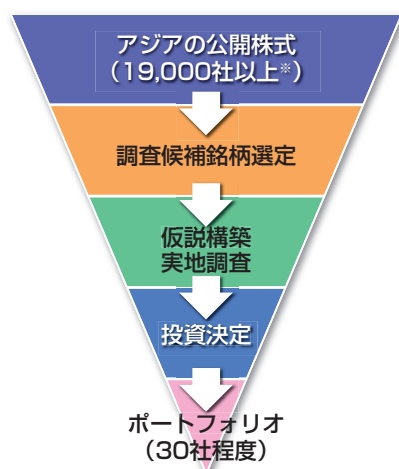 アジアの公開株式
（19,000社以上※）
調査候補銘柄選定
仮説構築
実地調査
投資決定
ポートフォリオ
（30社程度）